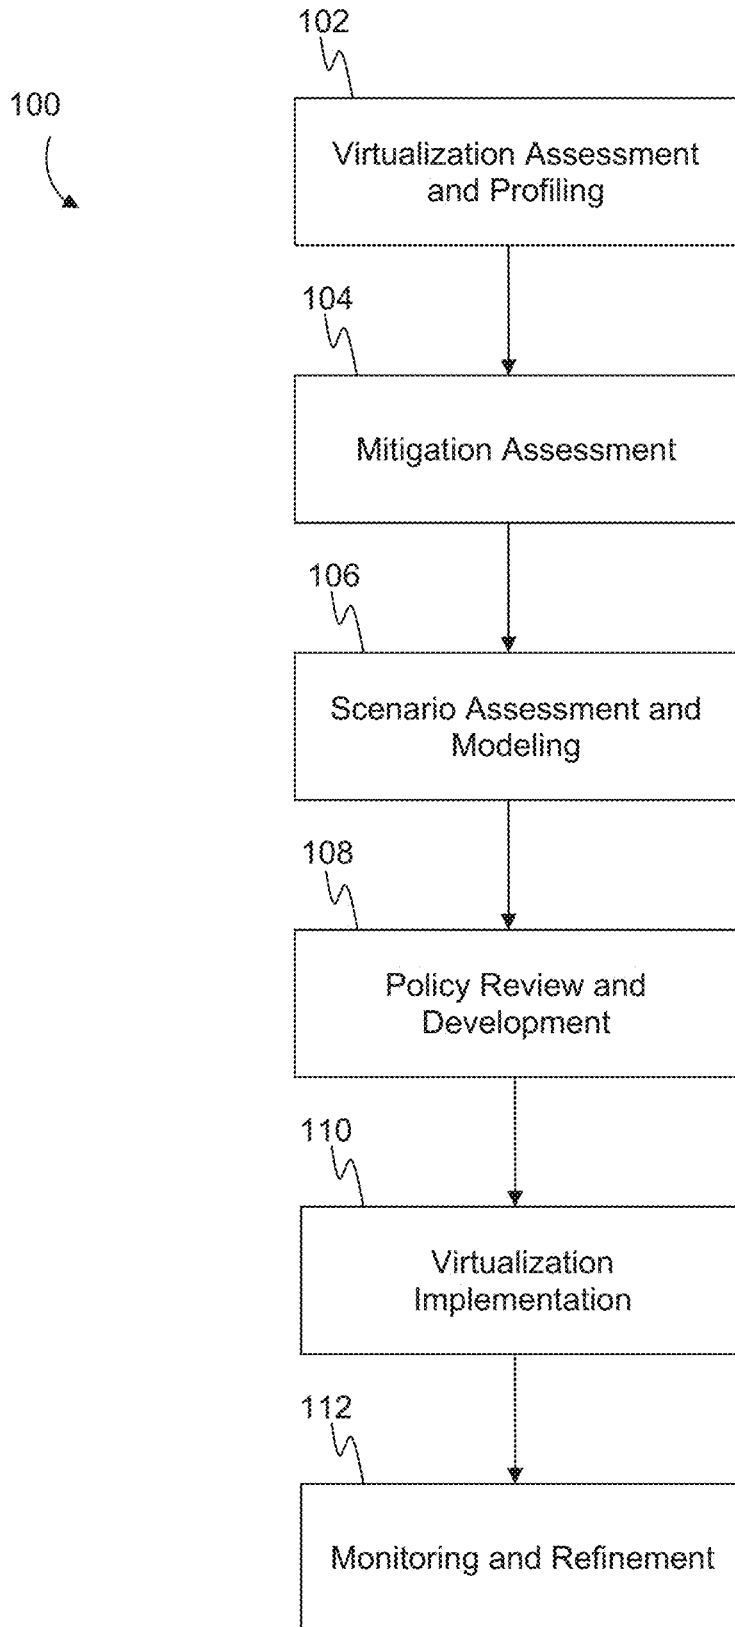 102
100
Virtualization Assessment
and Profiling
104
Mitigation Assessment
106
Scenario Assessment and
Modeling
108
Policy Review and
Development
110
Virtualization
Implementation
112
Monitoring and Refinement